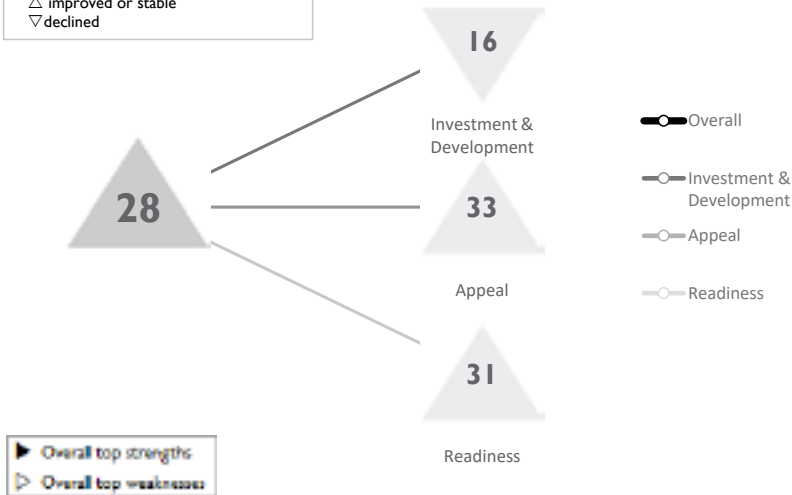 △ improved or stable
▽ declined
16
Investment &
Development
28
33
Appeal
31
Readiness
Overall
Investment &
Development
Appeal
Readiness
▶ Overall top strengths
▷ Overall top weaknesses